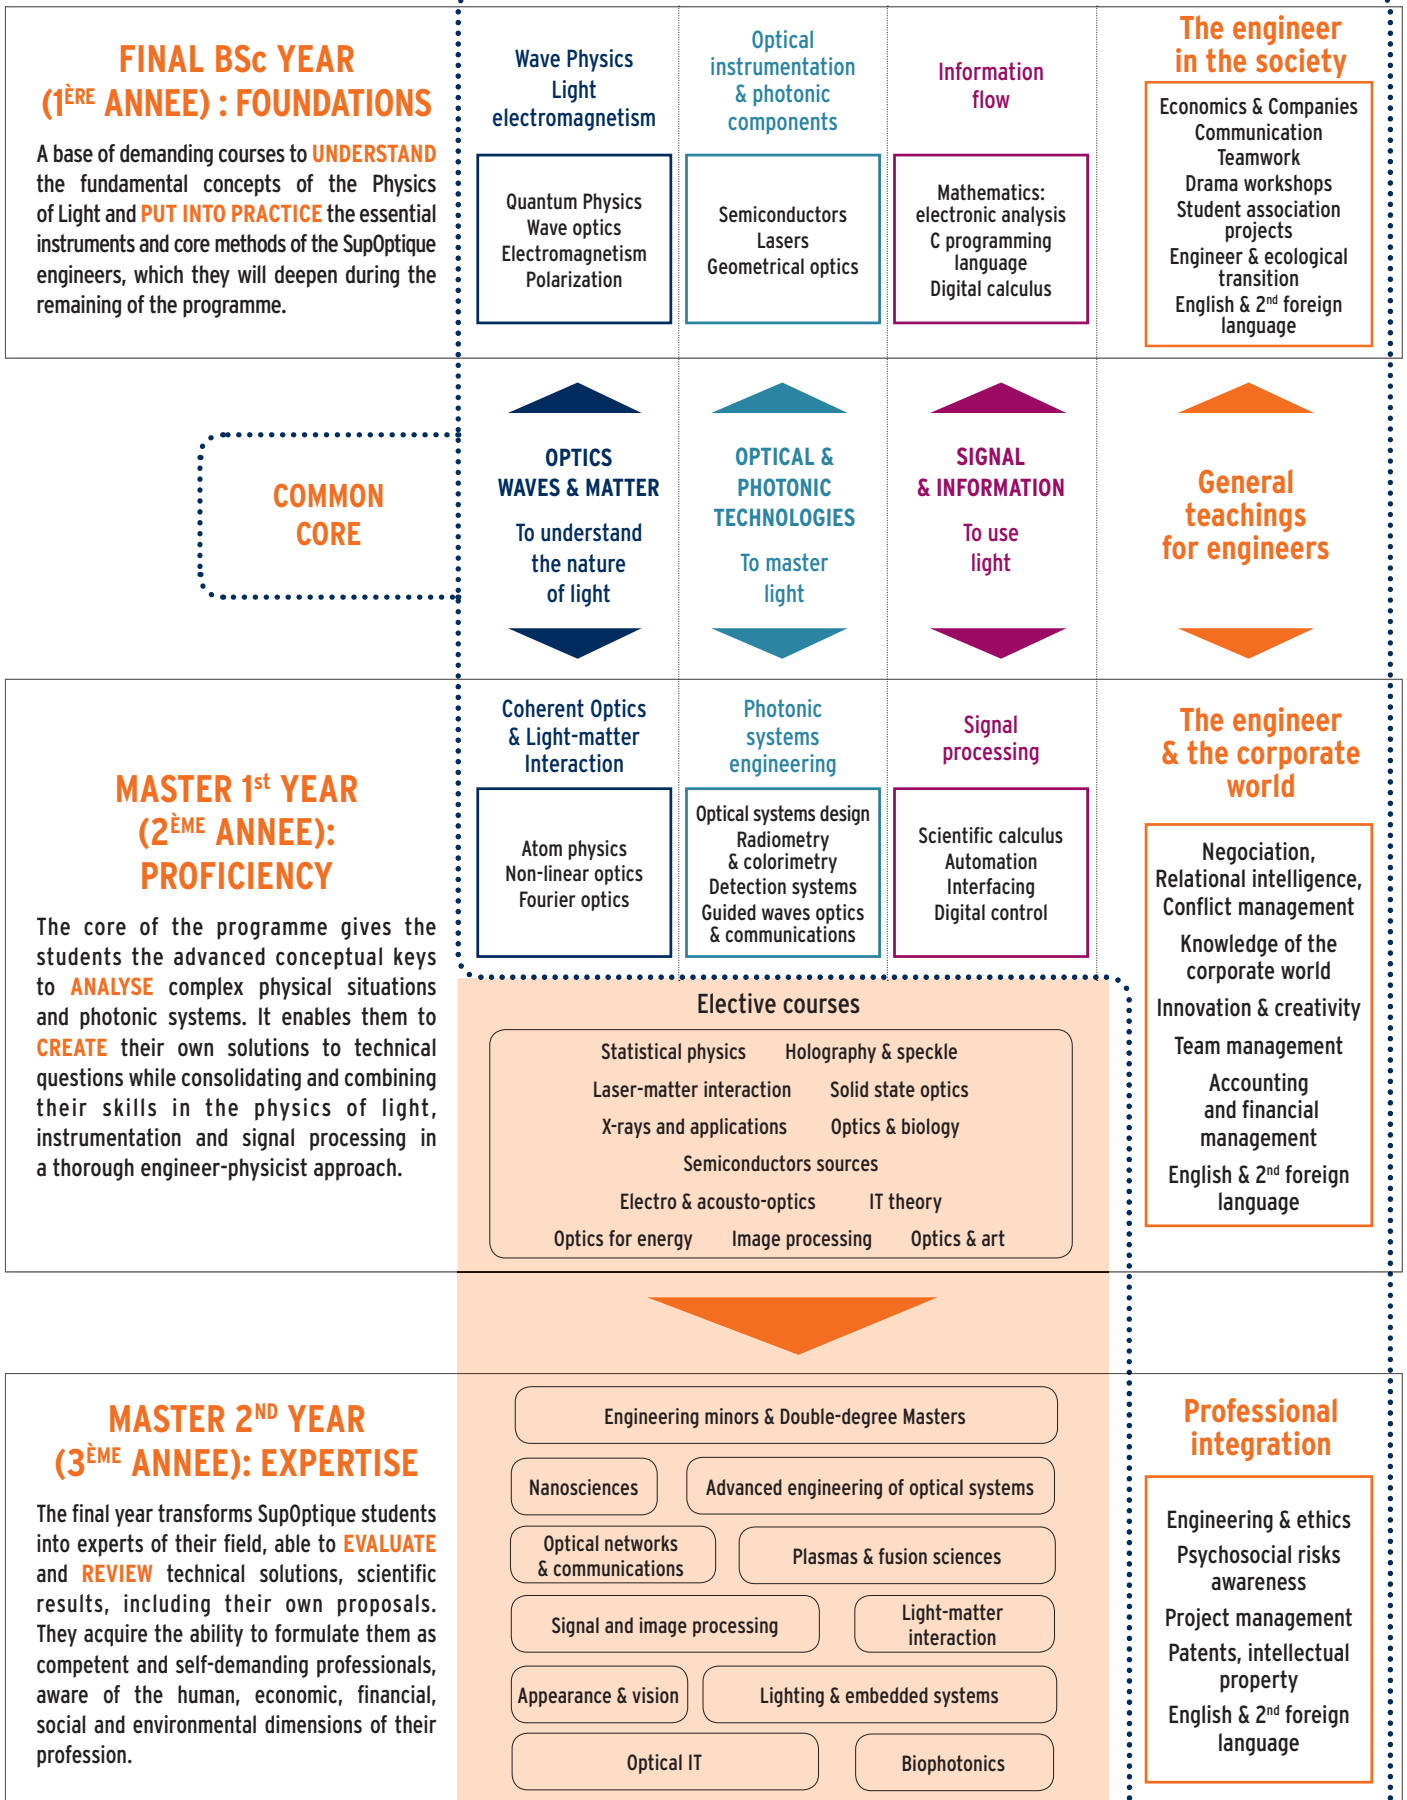 FINAL BSc YEAR
(1ÈRE ANNEE) : FOUNDATIONS
A base of demanding courses to UNDERSTAND
the fundamental concepts of the Physics
of Light and PUT INTO PRACTICE the essential
instruments and core methods of the SupOptique
engineers, which they will deepen during the
remaining of the programme.
Wave Physics
Light
electromagnetism
Quantum Physics
Wave optics
Electromagnetism
Polarization
Optical
instrumentation
& photonic
components
Semiconductors
Lasers
Geometrical optics
Information
flow
Mathematics:
electronic analysis
C programming
language
Digital calculus
The engineer
in the society
Economics & Companies
Communication
Teamwork
Drama workshops
Student association
projects
Engineer & ecological
transition
English & 2nd foreign
language
COMMON
CORE
OPTICS
WAVES & MATTER
To understand
the nature
of light
OPTICAL &
PHOTONIC
TECHNOLOGIES
To master
light
SIGNAL
& INFORMATION
To use
light
General
teachings
for engineers
MASTER 1st YEAR
(2ÈME ANNEE):
PROFICIENCY
The core of the programme gives the
students the advanced conceptual keys
to ANALYSE complex physical situations
and photonic systems. It enables them to
CREATE their own solutions to technical
questions while consolidating and combining
their skills in the physics of light,
instrumentation and signal processing in
a thorough engineer-physicist approach.
Coherent Optics
& Light-matter
Interaction
Atom physics
Non-linear optics
Fourier optics
Photonic
systems
engineering
Optical systems design
Radiometry
& colorimetry
Detection systems
Guided waves optics
& communications
Signal
processing
Scientific calculus
Automation
Interfacing
Digital control
The engineer
& the corporate
world
Negociation,
Relational intelligence,
Conflict management
Knowledge of the
corporate world
Innovation & creativity
Team management
Accounting
and financial
management
English & 2nd foreign
language
Elective courses
Statistical physics Holography & speckle
Laser-matter interaction Solid state optics
X-rays and applications Optics & biology
Semiconductors sources
Electro & acousto-optics IT theory
Optics for energy Image processing Optics & art
MASTER 2ND YEAR
(3ÈME ANNEE): EXPERTISE
The final year transforms SupOptique students
into experts of their field, able to EVALUATE
and REVIEW technical solutions, scientific
results, including their own proposals.
They acquire the ability to formulate them as
competent and self-demanding professionals,
aware of the human, economic, financial,
social and environmental dimensions of their
profession.
Engineering minors & Double-degree Masters
Nanosciences
Advanced engineering of optical systems
Optical networks
& communications
Plasmas & fusion sciences
Signal and image processing
Light-matter
interaction
Appearance & vision
Lighting & embedded systems
Optical IT
Biophotonics
Professional
integration
Engineering & ethics
Psychosocial risks
awareness
Project management
Patents, intellectual
property
English & 2nd foreign
language